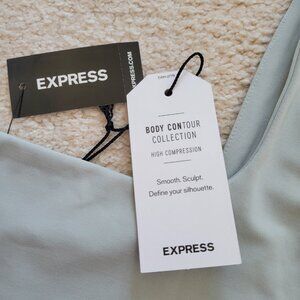 EXPRESS
EXPRESS.COM
BODY CONTOUR
COLLECTION
HIGH COMPRESSION
Smooth. Sculpt.
Define your silhouette.
EXPRESS